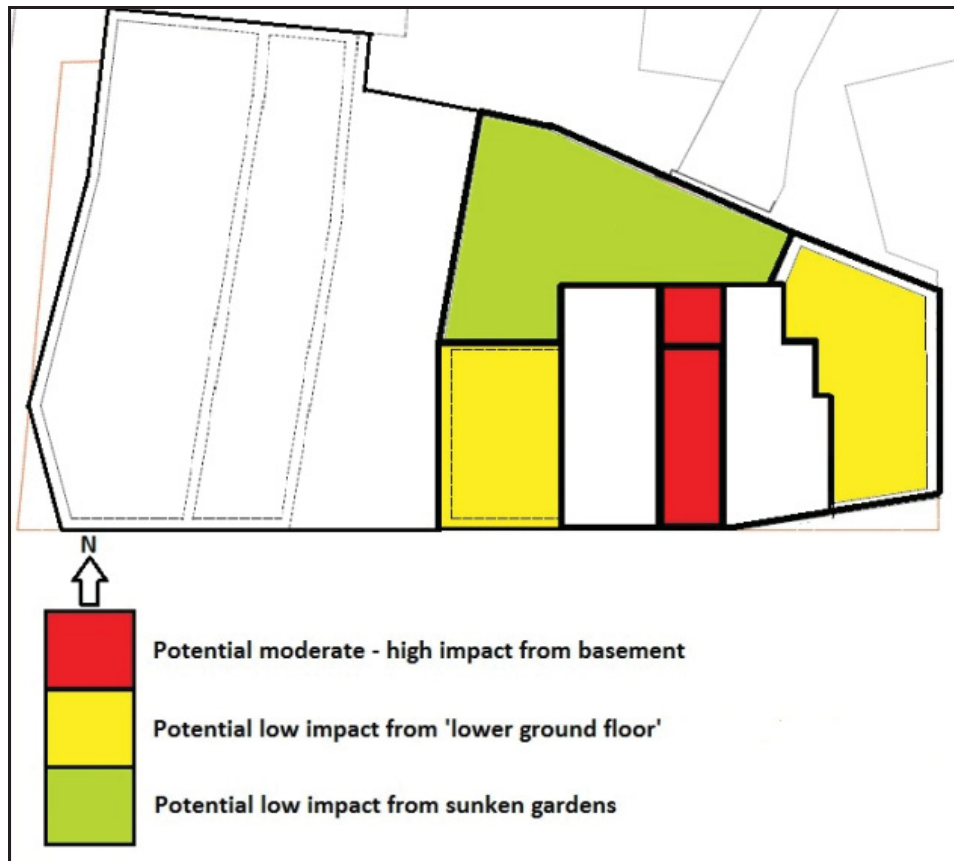 N
Potential moderate - high impact from basement
Potential low impact from 'lower ground floor'
Potential low impact from sunken gardens